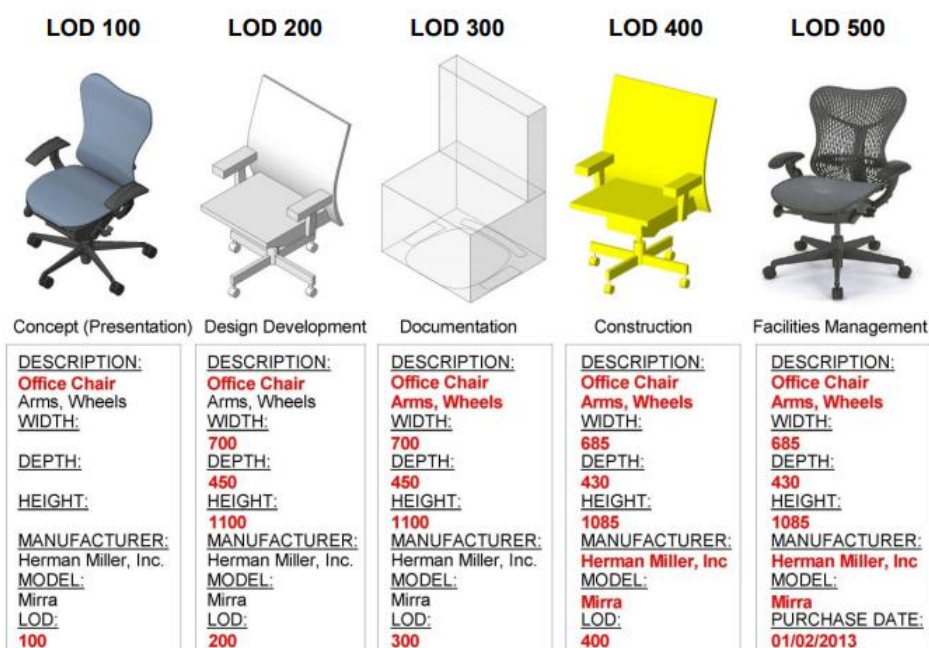 LOD 100
LOD 200
LOD 300
LOD 400
LOD 500
Concept (Presentation)
Design Development
Documentation
Construction
Facilities Management
DESCRIPTION:
Office Chair
Arms, Wheels
WIDTH:
DEPTH:
HEIGHT:
MANUFACTURER:
Herman Miller, Inc.
MODEL:
Mirra
LOD:
100
DESCRIPTION:
Office Chair
Arms, Wheels
WIDTH:
700
DEPTH:
450
HEIGHT:
1100
MANUFACTURER:
Herman Miller, Inc.
MODEL:
Mirra
LOD:
200
DESCRIPTION:
Office Chair
Arms, Wheels
WIDTH:
700
DEPTH:
450
HEIGHT:
1100
MANUFACTURER:
Herman Miller, Inc.
MODEL:
Mirra
LOD:
300
DESCRIPTION:
Office Chair
Arms, Wheels
WIDTH:
685
DEPTH:
430
HEIGHT:
1085
MANUFACTURER:
Herman Miller, Inc
MODEL:
Mirra
LOD:
400
DESCRIPTION:
Office Chair
Arms, Wheels
WIDTH:
685
DEPTH:
430
HEIGHT:
1085
MANUFACTURER:
Herman Miller, Inc
MODEL:
Mirra
PURCHASE DATE:
01/02/2013